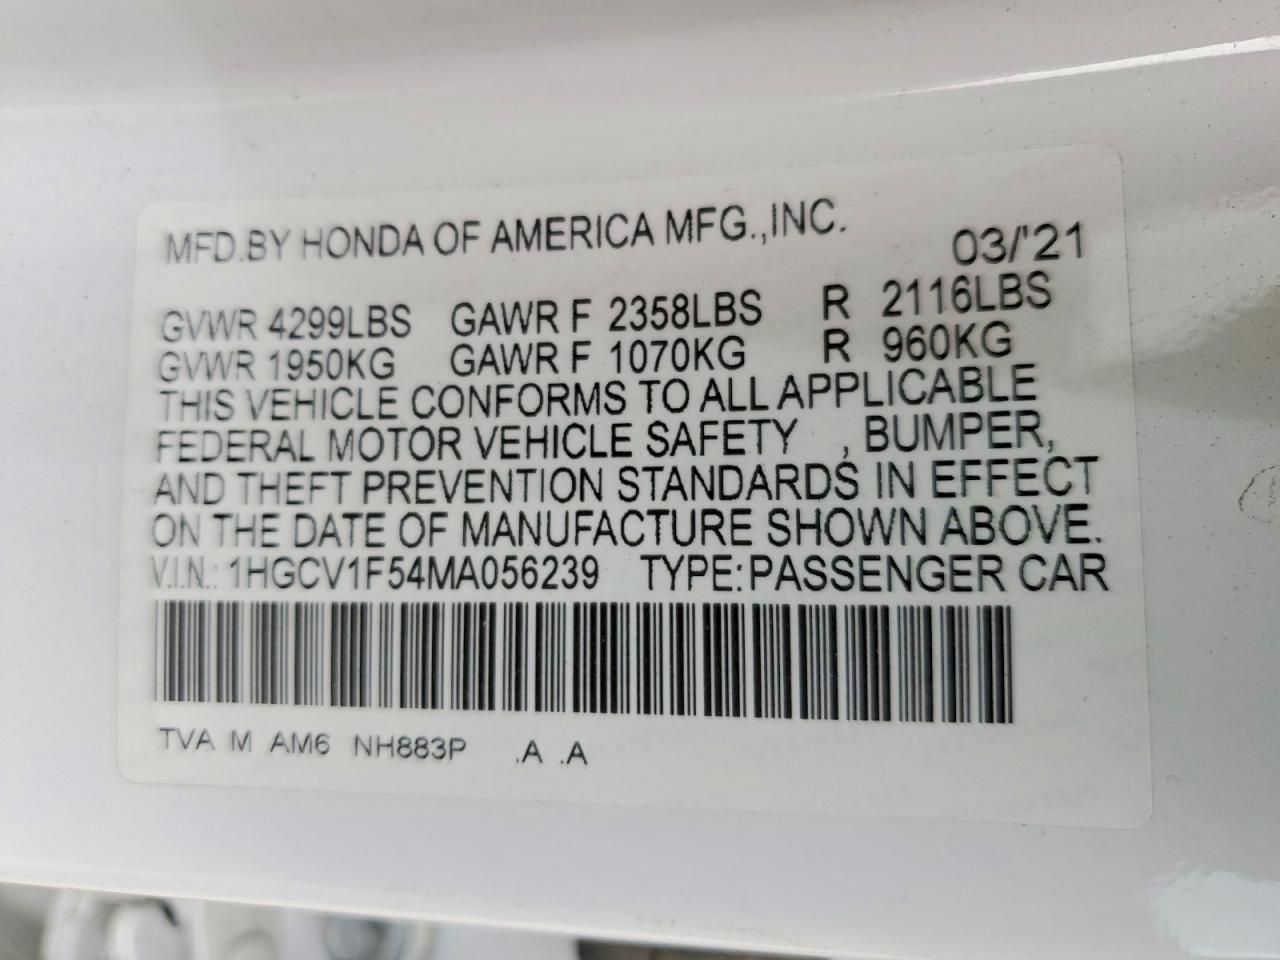 MFD.BY HONDA OF AMERICA MFG.,INC. 03/'21
GVWR 4299LBS GAWR F 2358LBS R 2116LBS
GVWR 1950KG GAWR F 1070KG R 960KG
THIS VEHICLE CONFORMS TO ALL APPLICABLE
FEDERAL MOTOR VEHICLE SAFETY , BUMPER,
AND THEFT PREVENTION STANDARDS IN EFFECT
ON THE DATE OF MANUFACTURE SHOWN ABOVE.
V.I.N.: 1HGCV1F54MA056239 TYPE:PASSENGER CAR
TVA M AM6 NH883P .A .A